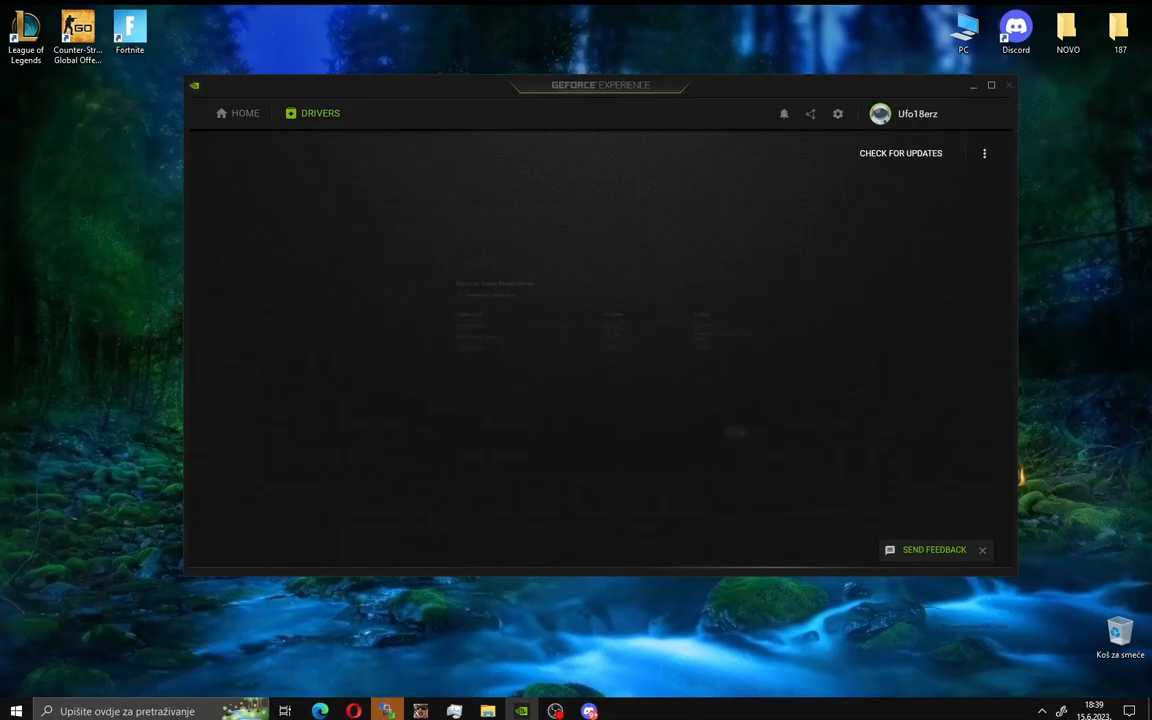 League of
Legends
Counter-Str...
Global Offe...
Fortnite
PC
Discord
NOVO
187
GEFORCE EXPERIENCE
HOME
DRIVERS
Ufo18erz
CHECK FOR UPDATES
SEND FEEDBACK
Koš za smeće
Upišite ovdje za pretraživanje
18:39
15.6.2023.